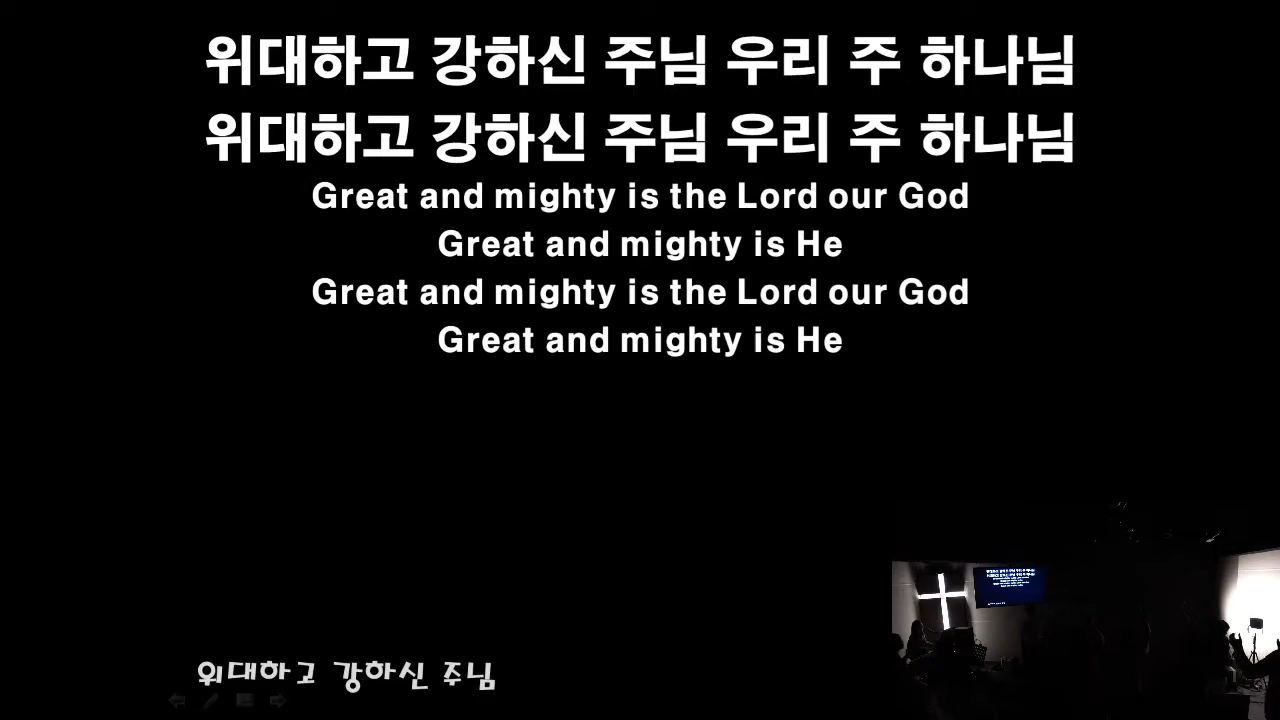 위대하고 강하신 주님 우리 주 하나님
위대하고 강하신 주님 우리 주 하나님
Great and mighty is the Lord our God
Great and mighty is He
Great and mighty is the Lord our God
Great and mighty is He
위대하고 강하신 주님